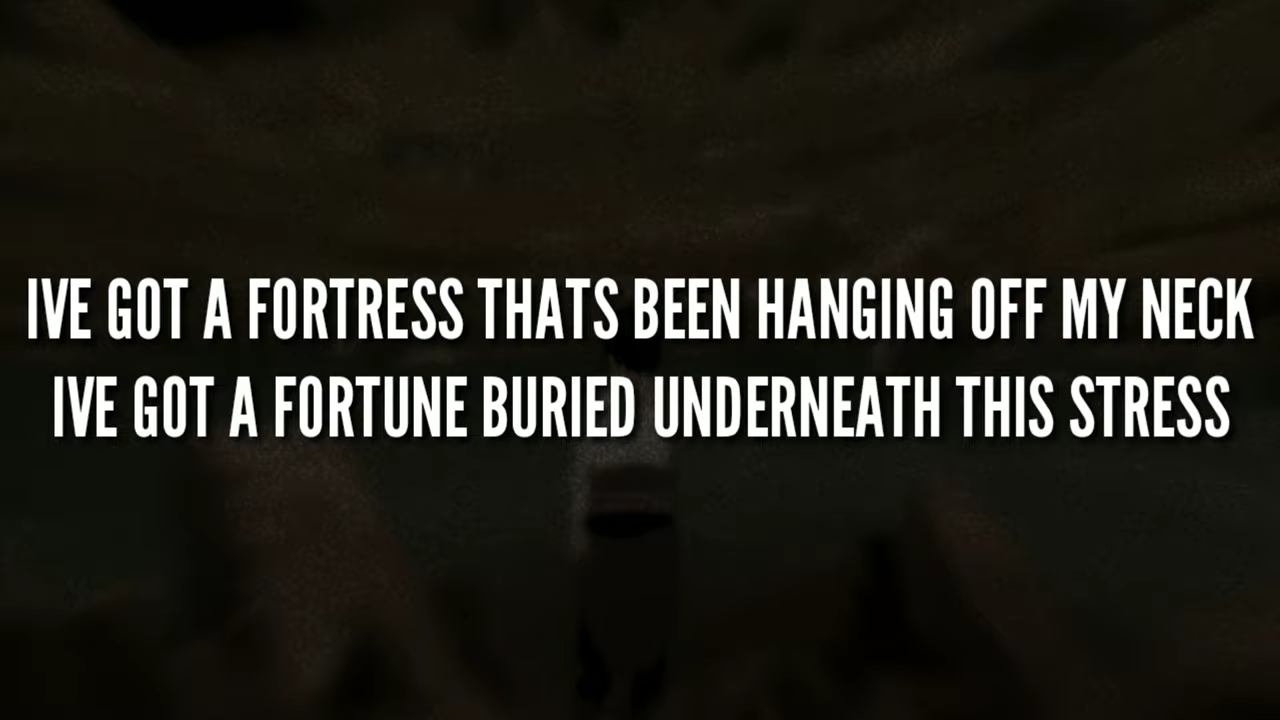 IVE GOT A FORTRESS THATS BEEN HANGING OFF MY NECK
IVE GOT A FORTUNE BURIED UNDERNEATH THIS STRESS